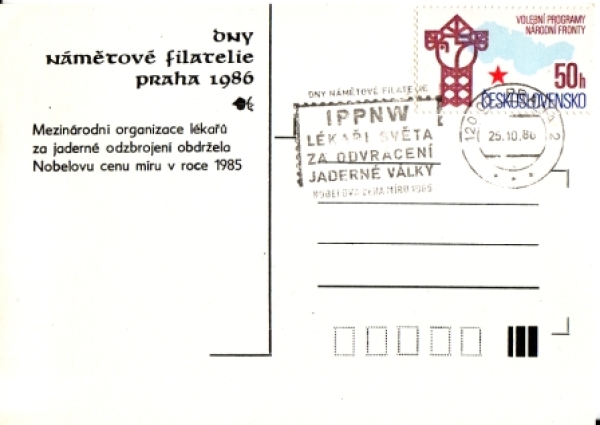 DNY
NÁMĚTOVÉ FILATELIE
PRAHA 1986
Mezinárodní organizace lékařů
za jaderné odzbrojení obdržela
Nobelovu cenu míru v roce 1985
VOLEBNÍ PROGRAMY
NÁRODNÍ FRONTY
50h
ČESKOSLOVENSKO
DNY NÁMĚTOVÉ FILATELIE
IPPNW
LÉKAŘI SVĚTA
ZA ODVRACENÍ
JADERNÉ VÁLKY
NOBELOVA CENA MÍRU 1985
PRAHA
25.10.86